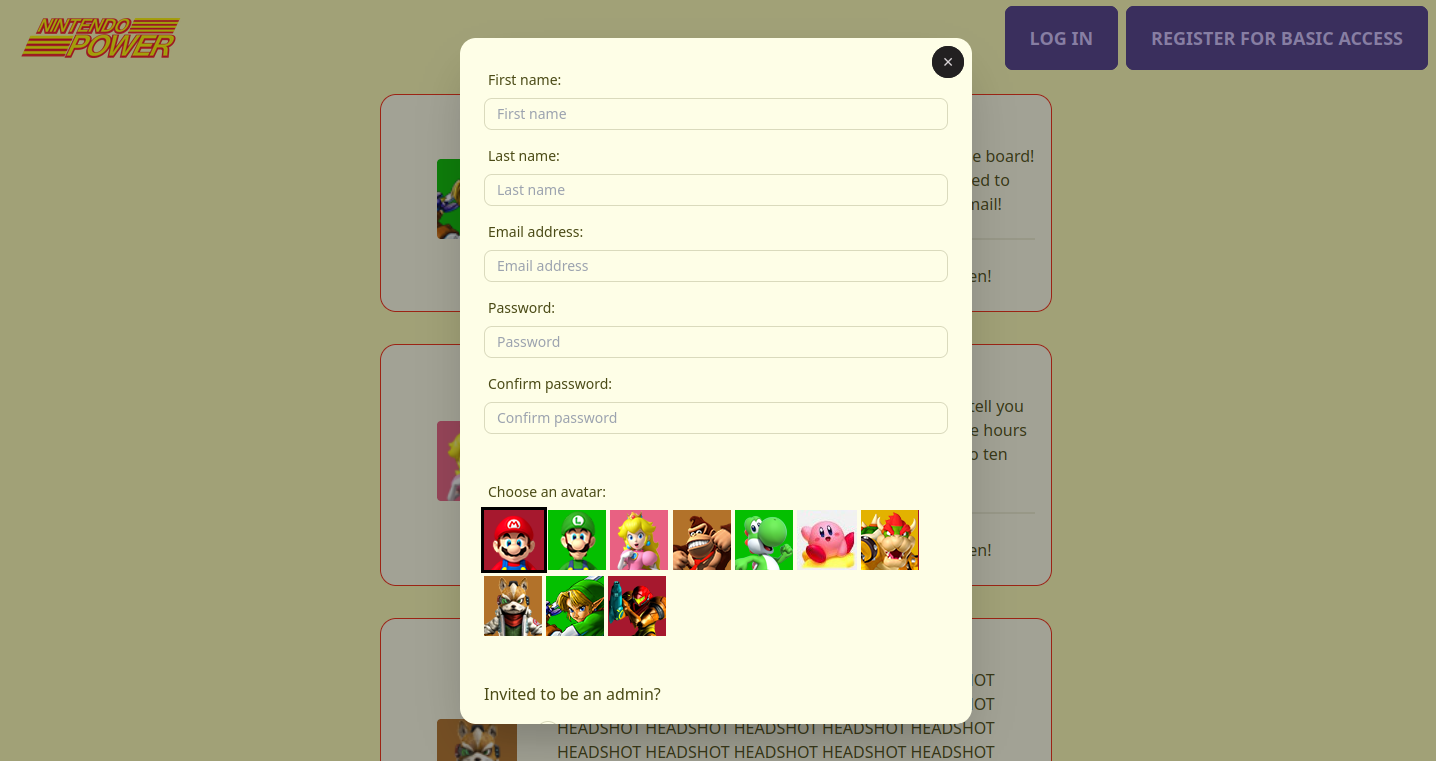 NINTENDO
POWER
LOG IN
REGISTER FOR BASIC ACCESS
×
First name:
First name
Last name:
Last name
Email address:
Email address
Password:
Password
Confirm password:
Confirm password
Choose an avatar:
Invited to be an admin?
e board!
ed to
nail!
en!
tell you
e hours
o ten
en!
OT
OT
HEADSHOT HEADSHOT HEADSHOT HEADSHOT HEADSHOT
HEADSHOT HEADSHOT HEADSHOT HEADSHOT HEADSHOT